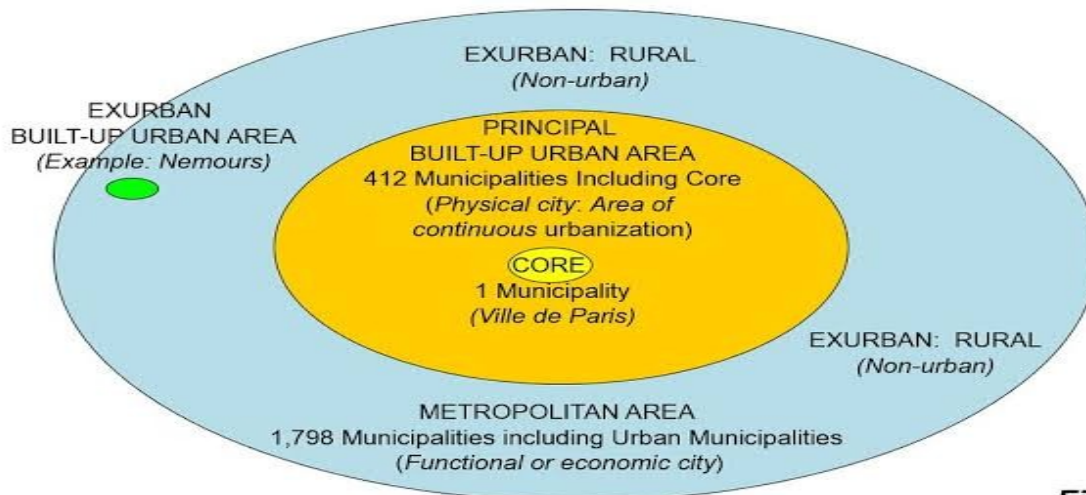 EXURBAN: RURAL
(Non-urban)
EXURBAN
BUILT-UP URBAN AREA
(Example: Nemours)
PRINCIPAL
BUILT-UP URBAN AREA
412 Municipalities Including Core
(Physical city: Area of
continuous urbanization)
CORE
1 Municipality
(Ville de Paris)
EXURBAN: RURAL
(Non-urban)
METROPOLITAN AREA
1,798 Municipalities including Urban Municipalities
(Functional or economic city)